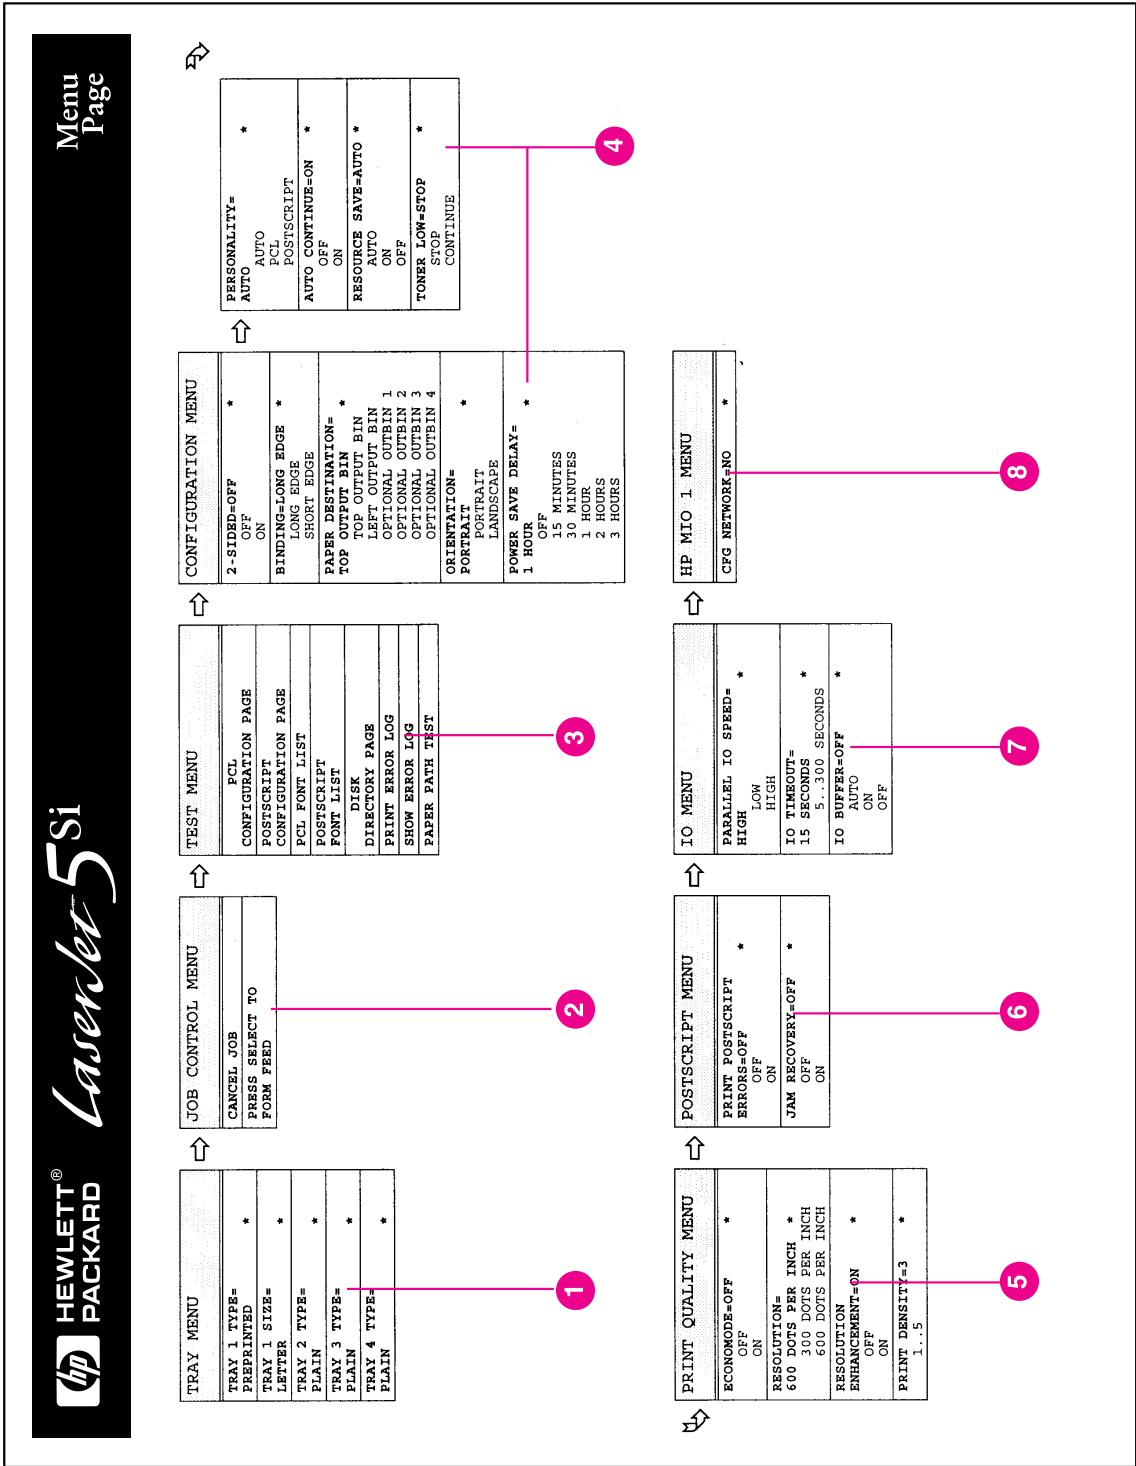 hp HEWLETT®
PACKARD
LaserJet 5Si
Menu
Page
TRAY MENU
TRAY 1 TYPE=
PREPRINTED *
TRAY 1 SIZE=
LETTER *
TRAY 2 TYPE=
PLAIN *
TRAY 3 TYPE=
PLAIN *
TRAY 4 TYPE=
PLAIN *
1
JOB CONTROL MENU
CANCEL JOB
PRESS SELECT TO
FORM FEED
2
TEST MENU
PCL
CONFIGURATION PAGE
POSTSCRIPT
CONFIGURATION PAGE
PCL FONT LIST
POSTSCRIPT
FONT LIST
DISK
DIRECTORY PAGE
PRINT ERROR LOG
SHOW ERROR LOG
PAPER PATH TEST
3
CONFIGURATION MENU
2-SIDED=OFF *
OFF
ON
BINDING=LONG EDGE *
LONG EDGE
SHORT EDGE
PAPER DESTINATION=
TOP OUTPUT BIN *
TOP OUTPUT BIN
LEFT OUTPUT BIN
OPTIONAL OUTBIN 1
OPTIONAL OUTBIN 2
OPTIONAL OUTBIN 3
OPTIONAL OUTBIN 4
ORIENTATION=
PORTRAIT *
PORTRAIT
LANDSCAPE
POWER SAVE DELAY=
1 HOUR *
OFF
15 MINUTES
30 MINUTES
1 HOUR
2 HOURS
3 HOURS
PERSONALITY=
AUTO *
AUTO
PCL
POSTSCRIPT
AUTO CONTINUE=ON *
OFF
ON
RESOURCE SAVE=AUTO *
AUTO
ON
OFF
TONER LOW=STOP *
STOP
CONTINUE
4
PRINT QUALITY MENU
ECONOMODE=OFF *
OFF
ON
RESOLUTION=
600 DOTS PER INCH *
300 DOTS PER INCH
600 DOTS PER INCH
RESOLUTION
ENHANCEMENT=ON *
OFF
ON
PRINT DENSITY=3 *
1..5
5
POSTSCRIPT MENU
PRINT POSTSCRIPT
ERRORS=OFF *
OFF
ON
JAM RECOVERY=OFF *
OFF
ON
6
IO MENU
PARALLEL IO SPEED=
HIGH *
LOW
HIGH
IO TIMEOUT=
15 SECONDS *
5..300 SECONDS
IO BUFFER=OFF *
AUTO
ON
OFF
7
HP MIO 1 MENU
CFG NETWORK=NO *
8